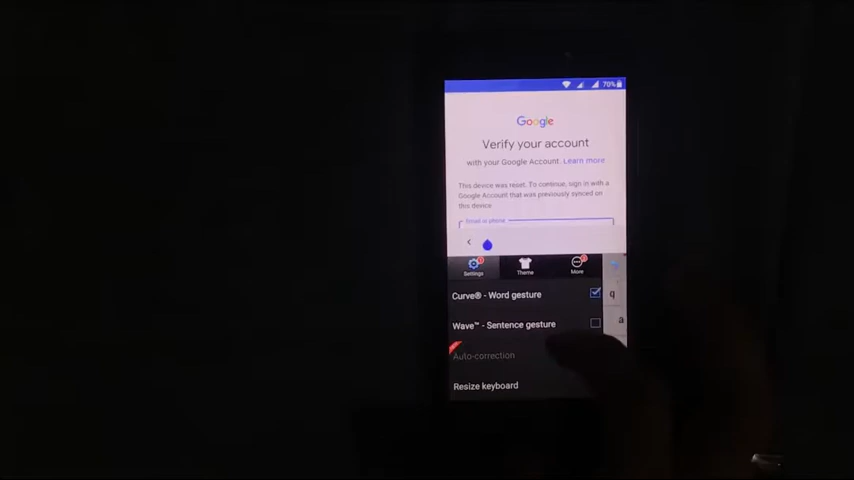 70%
Google
Verify your account
with your Google Account. Learn more
This device was reset. To continue, sign in with a
Google Account that was previously synced on
this device
Email or phone
Settings
Theme
More
Curve® - Word gesture
q
Wave™ - Sentence gesture
a
Auto-correction
Resize keyboard